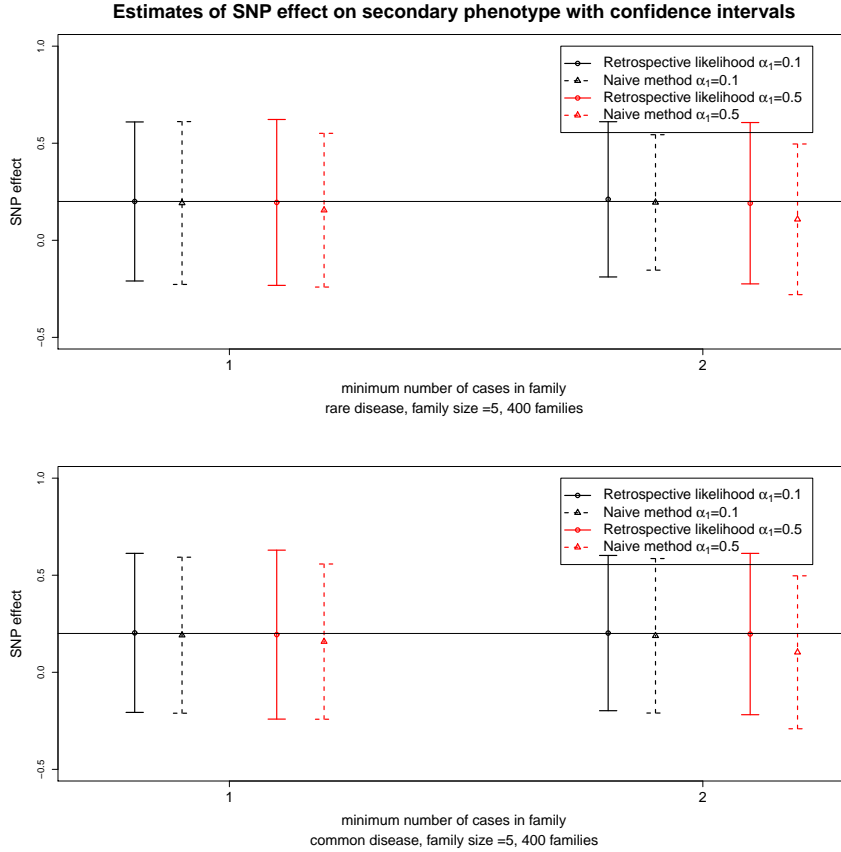 Estimates of SNP effect on secondary phenotype with confidence intervals
Retrospective likelihood α₁=0.1
Naive method α₁=0.1
Retrospective likelihood α₁=0.5
Naive method α₁=0.5
SNP effect
1.0
0.5
0.0
−0.5
1 2
minimum number of cases in family
rare disease, family size =5, 400 families
Retrospective likelihood α₁=0.1
Naive method α₁=0.1
Retrospective likelihood α₁=0.5
Naive method α₁=0.5
SNP effect
1.0
0.5
0.0
−0.5
1 2
minimum number of cases in family
common disease, family size =5, 400 families